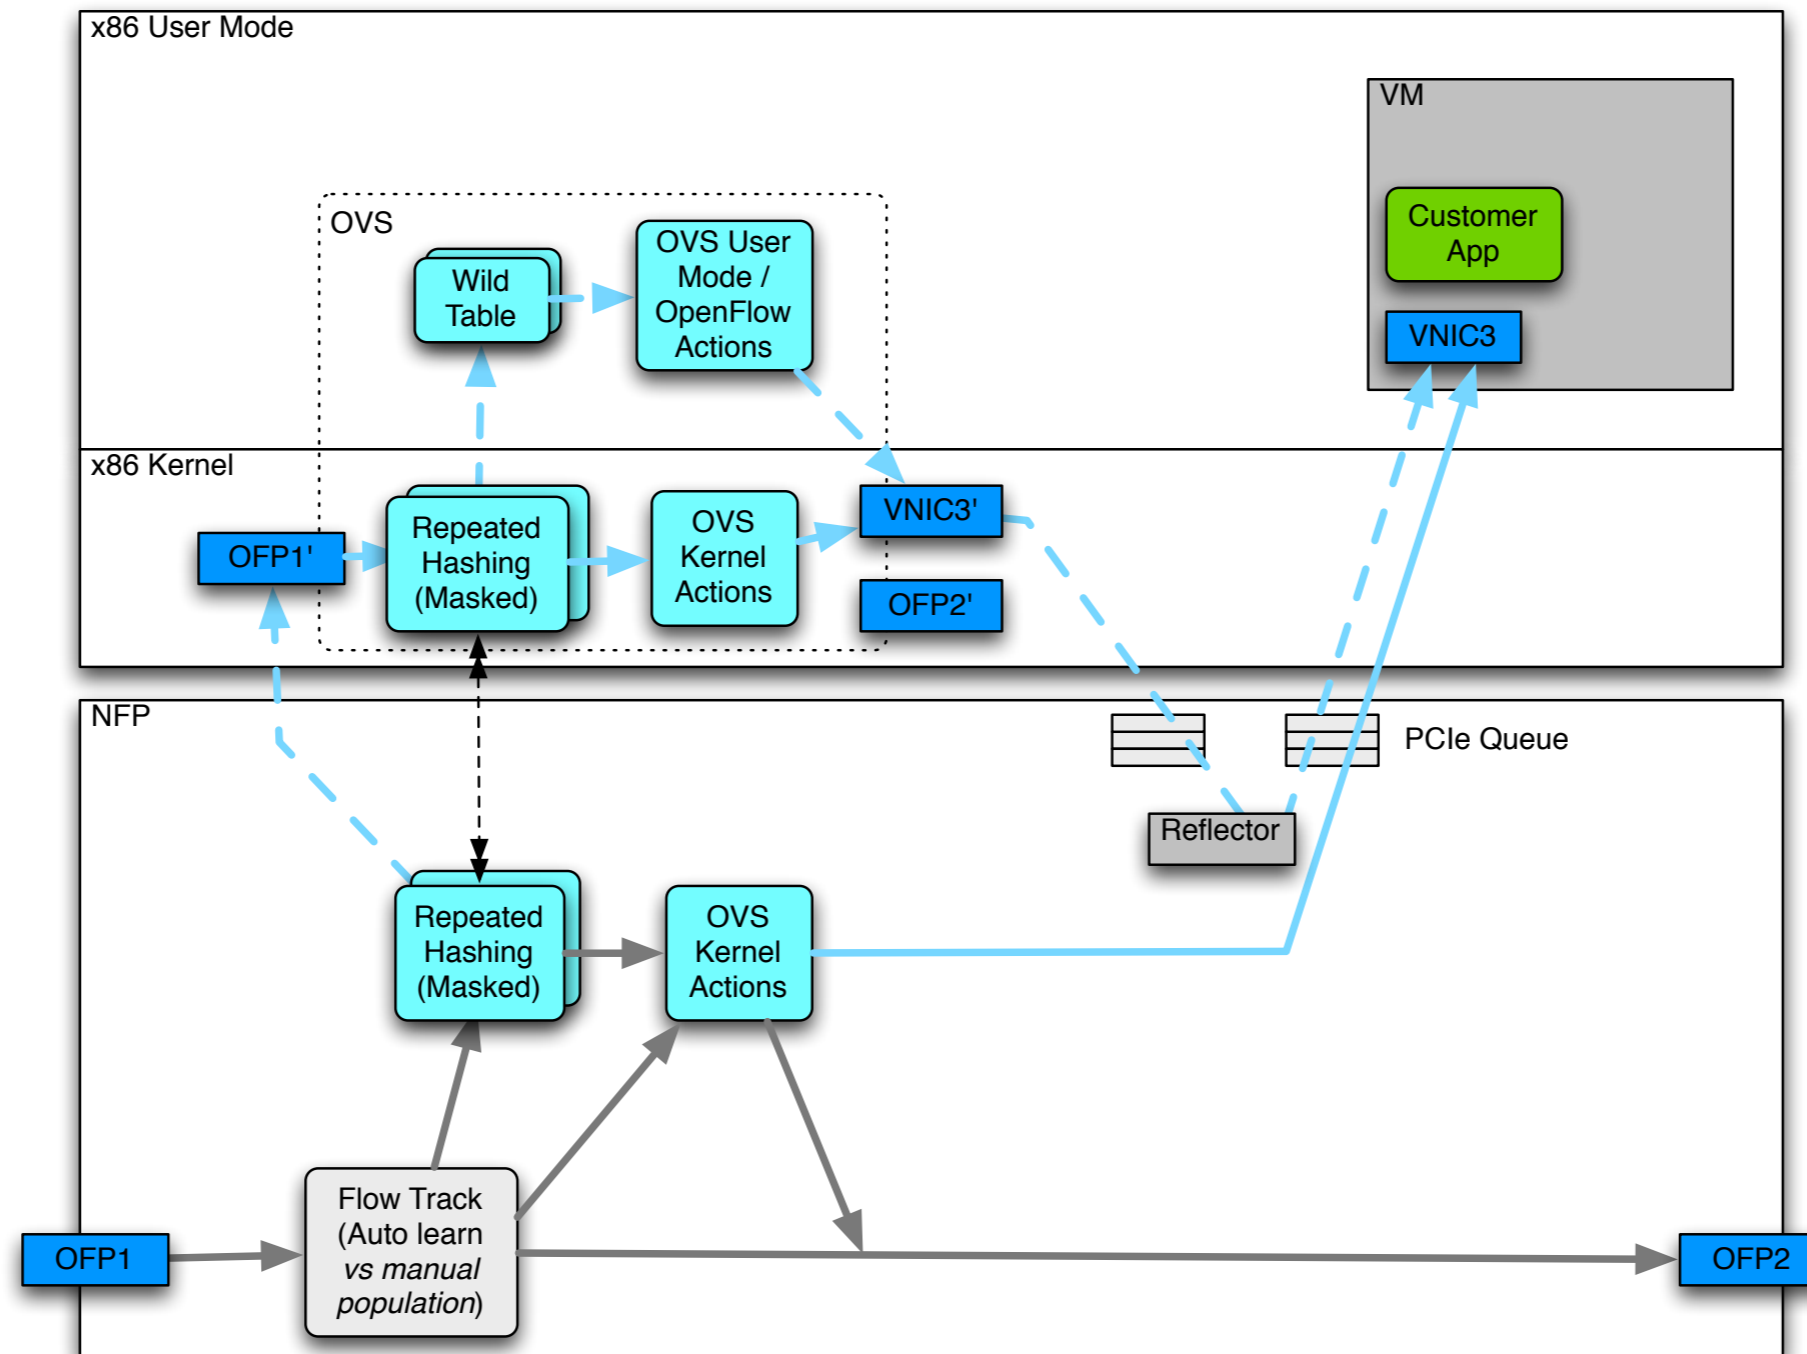 x86 User Mode
VM
Customer
App
VNIC3
OVS
Wild
Table
OVS User
Mode /
OpenFlow
Actions
x86 Kernel
OFP1'
Repeated
Hashing
(Masked)
OVS
Kernel
Actions
VNIC3'
OFP2'
NFP
PCIe Queue
Reflector
Repeated
Hashing
(Masked)
OVS
Kernel
Actions
Flow Track
(Auto learn
vs manual
population)
OFP1
OFP2